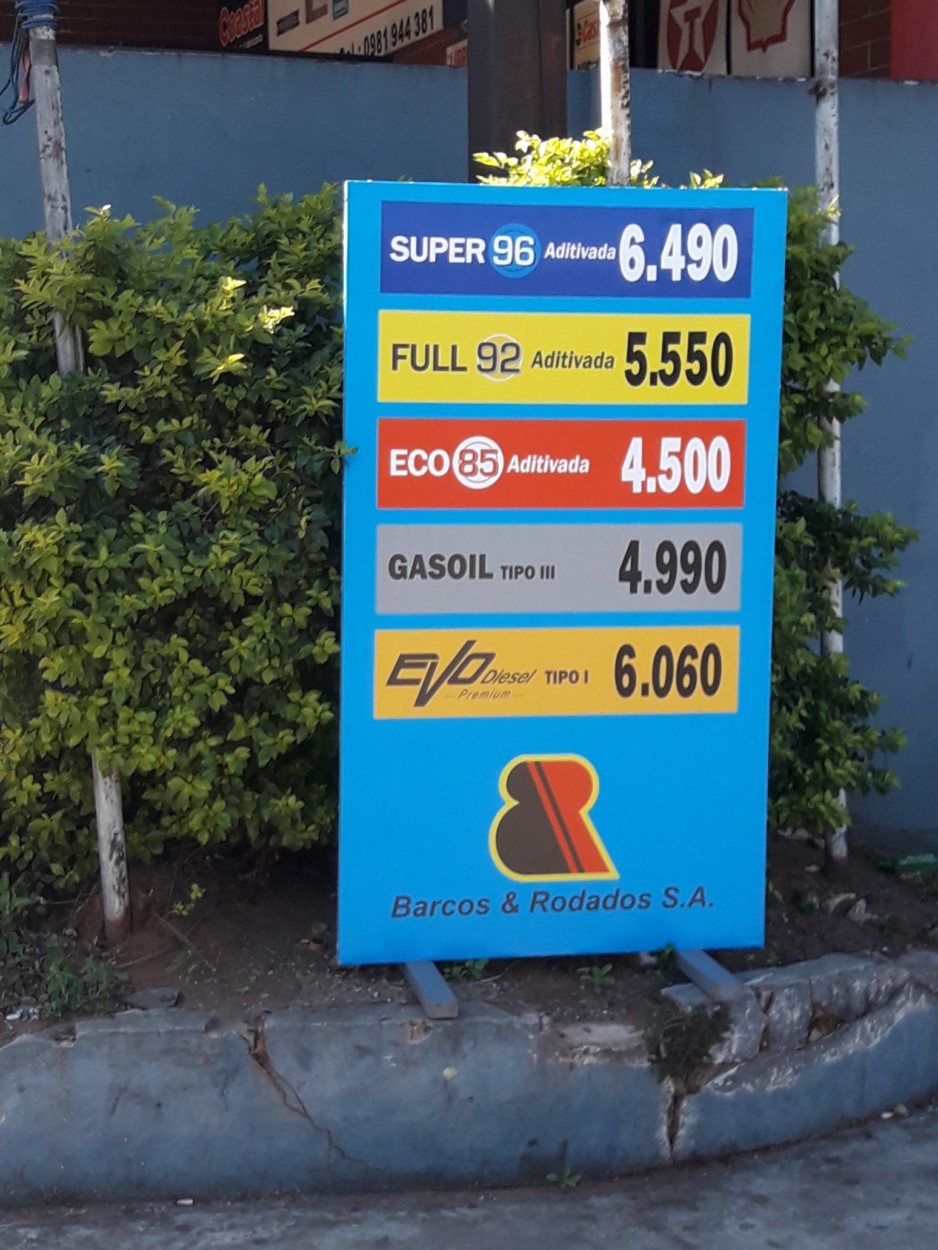 Coastal
0981 944 381
SUPER 96 Aditivada 6.490
FULL 92 Aditivada 5.550
ECO 85 Aditivada 4.500
GASOIL TIPO III 4.990
EVO Diesel TIPO I 6.060
Premium
Barcos & Rodados S.A.